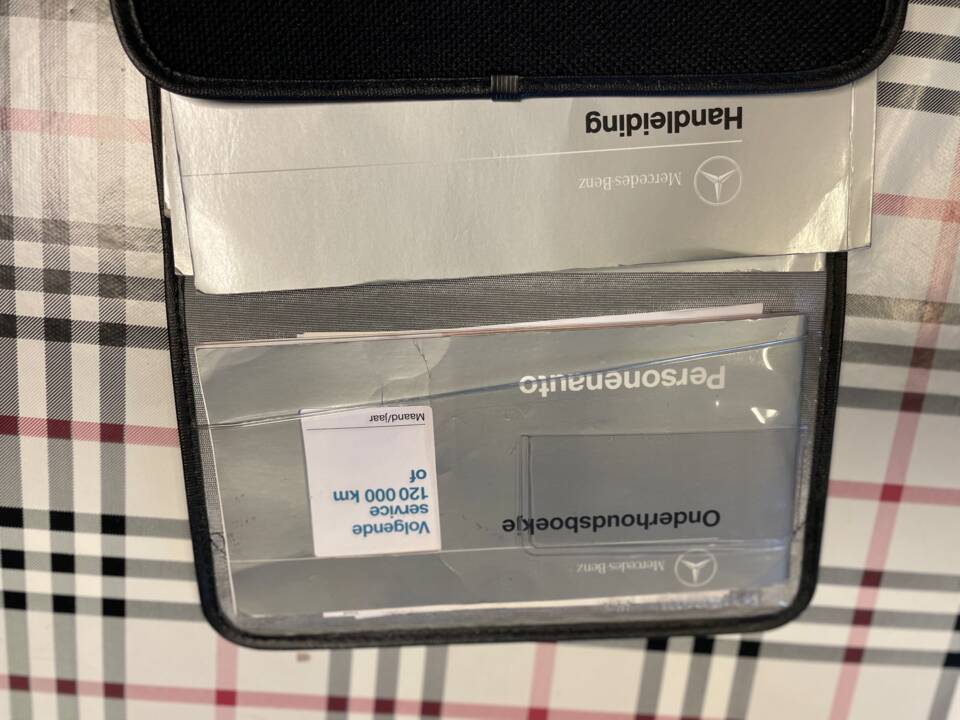 Mercedes-Benz
Handleiding
Mercedes-Benz
Onderhoudsboekje
Personenauto
Volgende
service
120 000 km
of
Maand/jaar